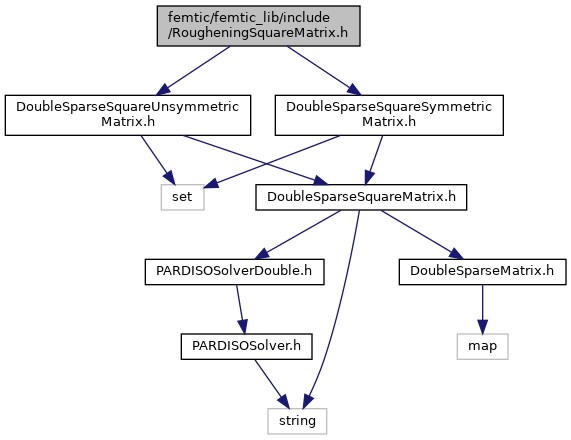 femtic/femtic_lib/include
/RougheningSquareMatrix.h
DoubleSparseSquareUnsymmetric
Matrix.h
DoubleSparseSquareSymmetric
Matrix.h
set
DoubleSparseSquareMatrix.h
PARDISOSolverDouble.h
DoubleSparseMatrix.h
PARDISOSolver.h
map
string